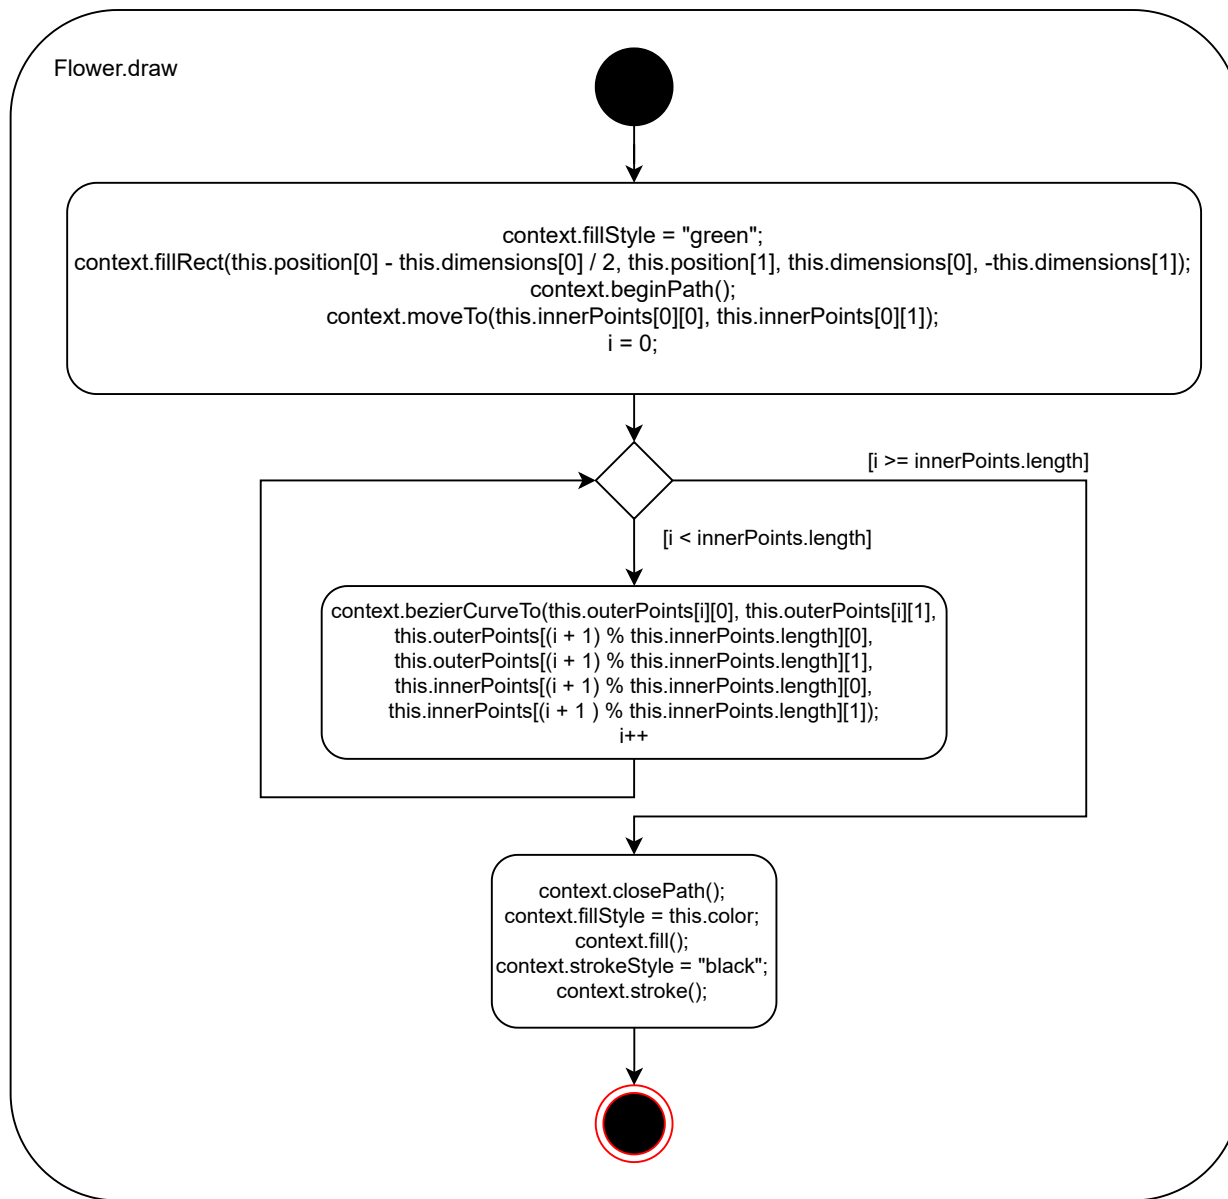 Flower.draw
context.fillStyle = "green";
context.fillRect(this.position[0] - this.dimensions[0] / 2, this.position[1], this.dimensions[0], -this.dimensions[1]);
context.beginPath();
context.moveTo(this.innerPoints[0][0], this.innerPoints[0][1]);
i = 0;
[i >= innerPoints.length]
[i < innerPoints.length]
context.bezierCurveTo(this.outerPoints[i][0], this.outerPoints[i][1],
this.outerPoints[(i + 1) % this.innerPoints.length][0],
this.outerPoints[(i + 1) % this.innerPoints.length][1],
this.innerPoints[(i + 1) % this.innerPoints.length][0],
this.innerPoints[(i + 1 ) % this.innerPoints.length][1]);
i++
context.closePath();
context.fillStyle = this.color;
context.fill();
context.strokeStyle = "black";
context.stroke();